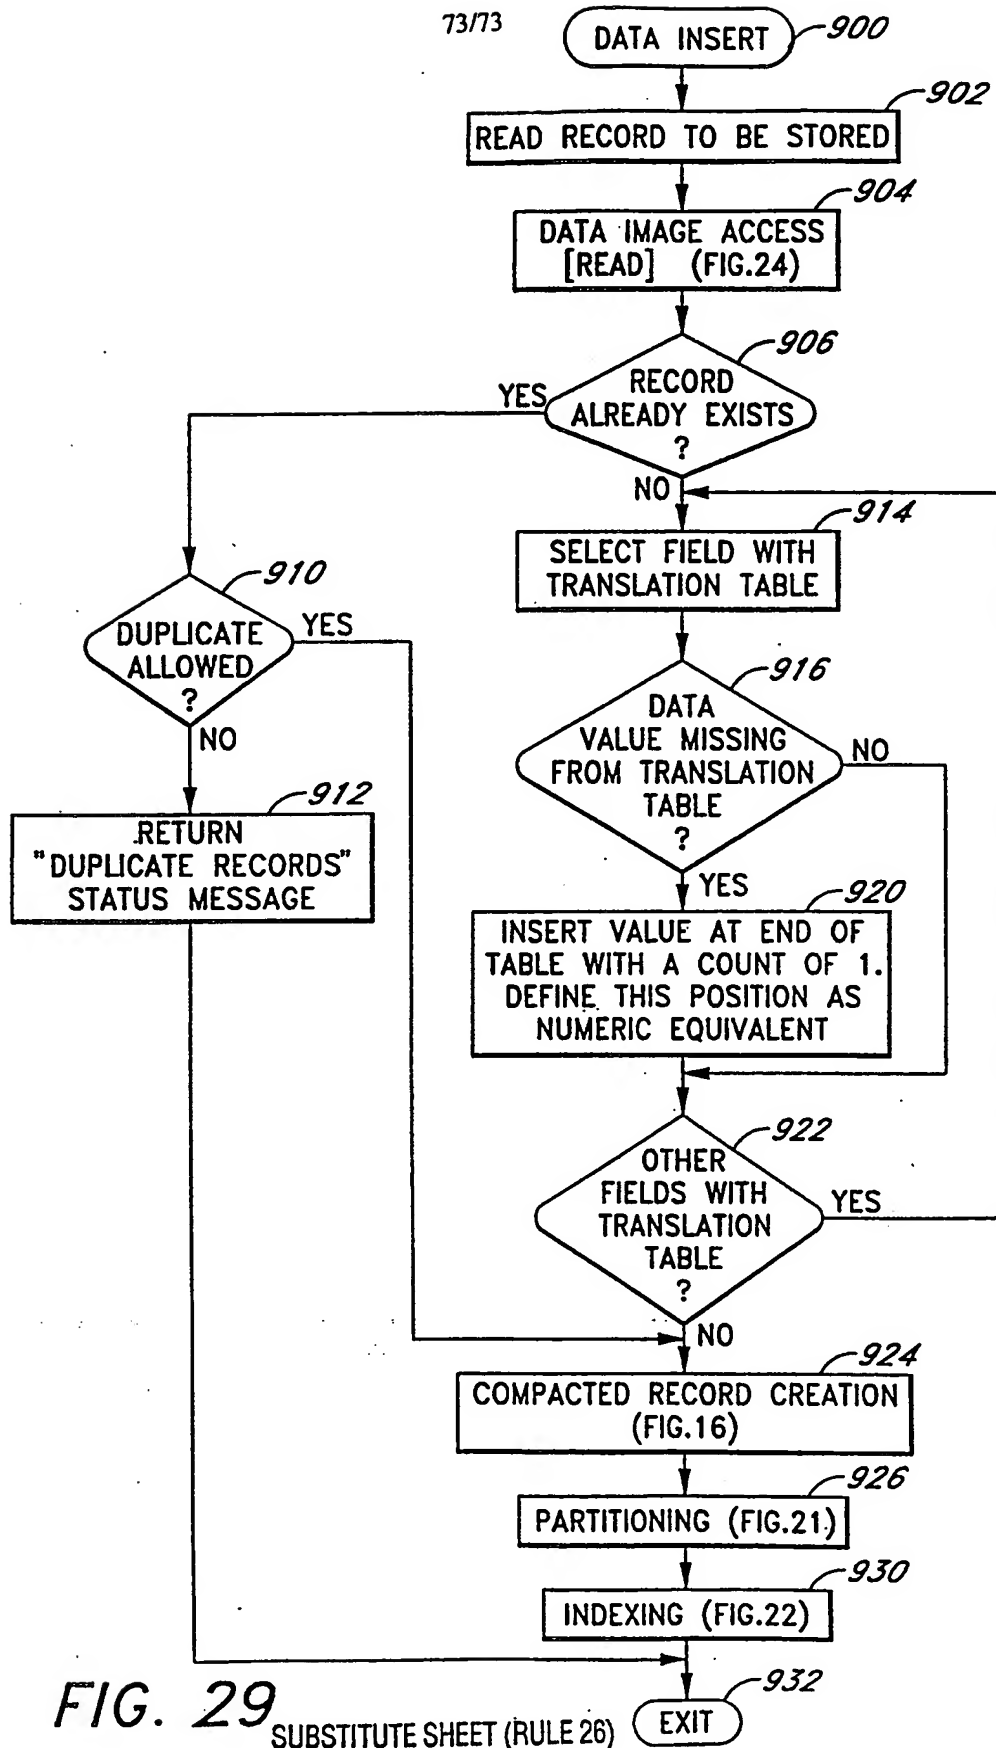 73/73
DATA INSERT
900
902
READ RECORD TO BE STORED
904
DATA IMAGE ACCESS
[READ] (FIG.24)
906
RECORD
ALREADY EXISTS
?
YES
NO
914
SELECT FIELD WITH
TRANSLATION TABLE
910
DUPLICATE
ALLOWED
?
YES
NO
916
DATA
VALUE MISSING
FROM TRANSLATION
TABLE
?
NO
YES
912
RETURN
"DUPLICATE RECORDS"
STATUS MESSAGE
920
INSERT VALUE AT END OF
TABLE WITH A COUNT OF 1.
DEFINE THIS POSITION AS
NUMERIC EQUIVALENT
922
OTHER
FIELDS WITH
TRANSLATION
TABLE
?
YES
NO
924
COMPACTED RECORD CREATION
(FIG.16)
926
PARTITIONING (FIG.21)
930
INDEXING (FIG.22)
932
EXIT
FIG. 29
SUBSTITUTE SHEET (RULE 26)